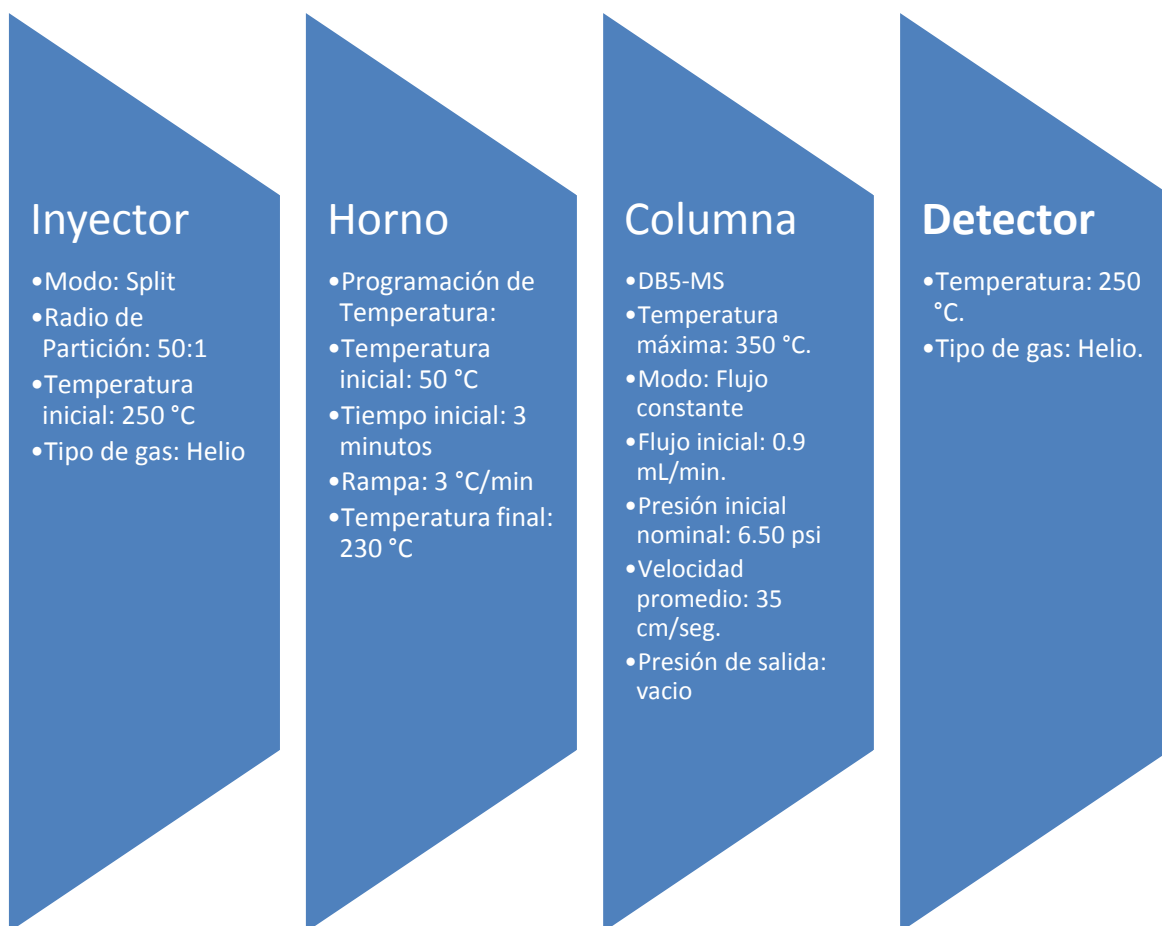 Inyector
•Modo: Split
•Radio de
Partición: 50:1
•Temperatura
inicial: 250 °C
•Tipo de gas: Helio
Horno
•Programación de
Temperatura:
•Temperatura
inicial: 50 °C
•Tiempo inicial: 3
minutos
•Rampa: 3 °C/min
•Temperatura final:
230 °C
Columna
•DB5-MS
•Temperatura
máxima: 350 °C.
•Modo: Flujo
constante
•Flujo inicial: 0.9
mL/min.
•Presión inicial
nominal: 6.50 psi
•Velocidad
promedio: 35
cm/seg.
•Presión de salida:
vacio
Detector
•Temperatura: 250
°C.
•Tipo de gas: Helio.